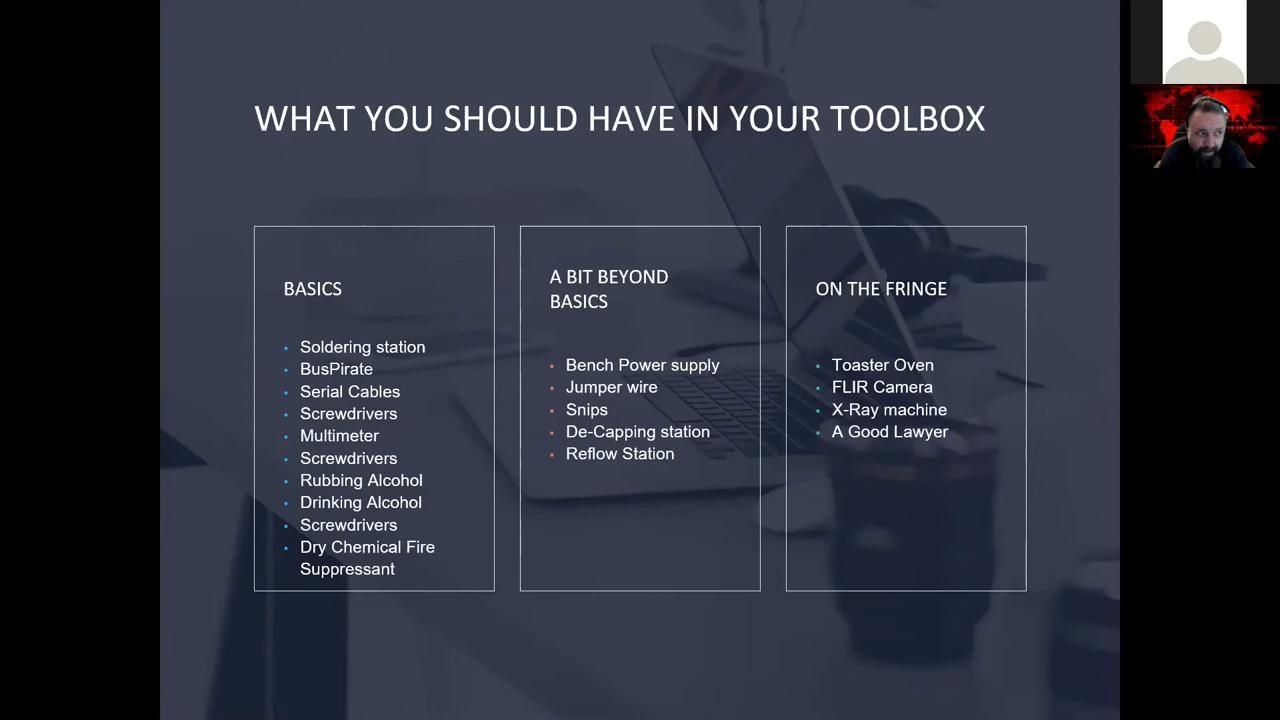 WHAT YOU SHOULD HAVE IN YOUR TOOLBOX
BASICS
Soldering station
BusPirate
Serial Cables
Screwdrivers
Multimeter
Screwdrivers
Rubbing Alcohol
Drinking Alcohol
Screwdrivers
Dry Chemical Fire
Suppressant
A BIT BEYOND
BASICS
Bench Power supply
Jumper wire
Snips
De-Capping station
Reflow Station
ON THE FRINGE
Toaster Oven
FLIR Camera
X-Ray machine
A Good Lawyer